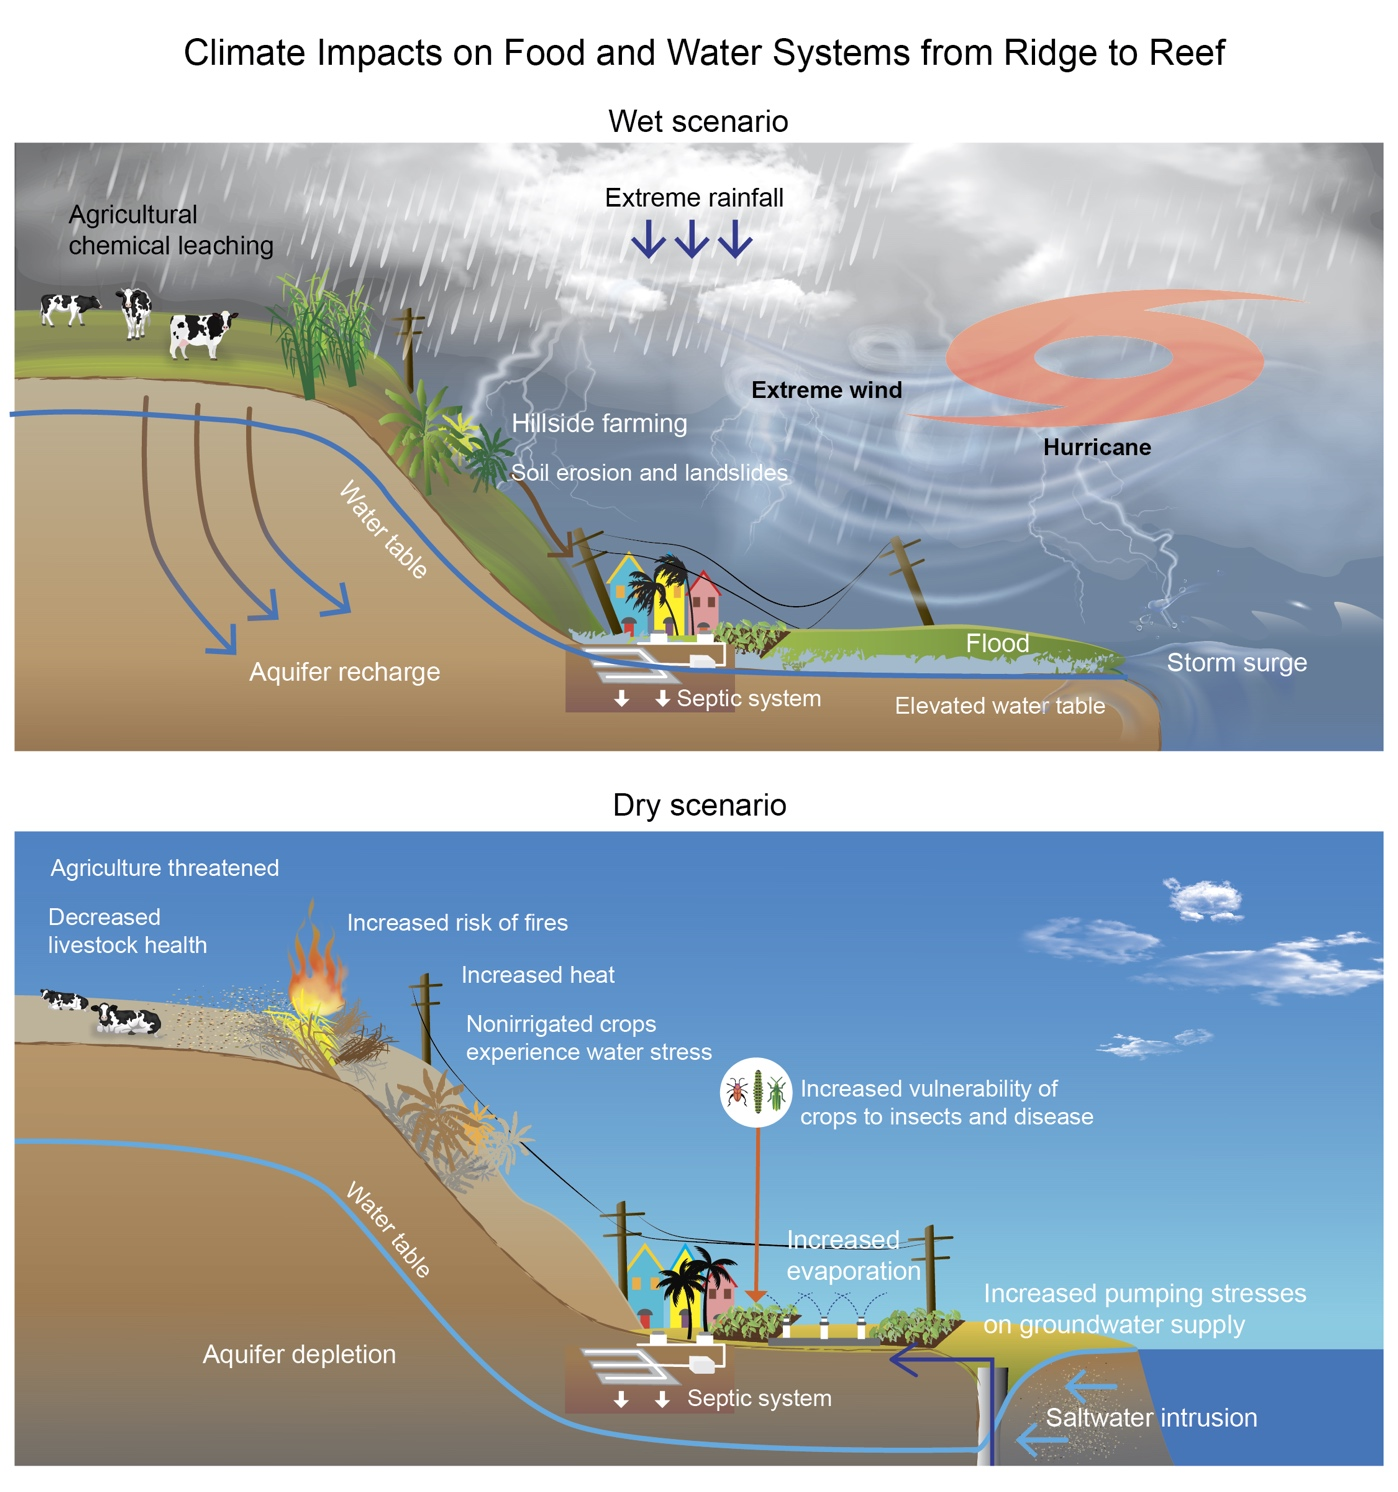 Climate Impacts on Food and Water Systems from Ridge to Reef
Wet scenario
Agricultural
chemical leaching
Extreme rainfall
Extreme wind
Hurricane
Hillside farming
Soil erosion and landslides
Water table
Aquifer recharge
Septic system
Flood
Storm surge
Elevated water table
Dry scenario
Agriculture threatened
Decreased
livestock health
Increased risk of fires
Increased heat
Nonirrigated crops
experience water stress
Increased vulnerability of
crops to insects and disease
Water table
Increased
evaporation
Increased pumping stresses
on groundwater supply
Aquifer depletion
Septic system
Saltwater intrusion